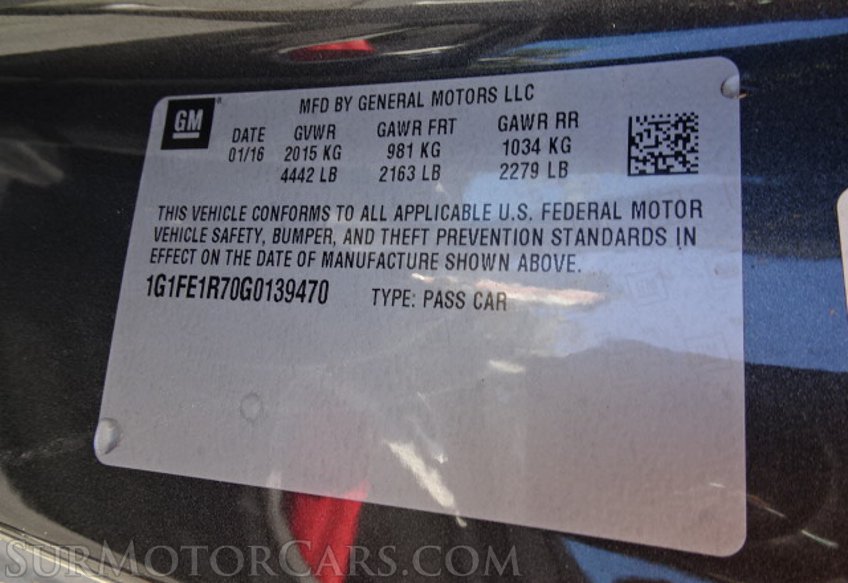 GM
MFD BY GENERAL MOTORS LLC
DATE GVWR GAWR FRT GAWR RR
01/16 2015 KG 981 KG 1034 KG
4442 LB 2163 LB 2279 LB
THIS VEHICLE CONFORMS TO ALL APPLICABLE U.S. FEDERAL MOTOR
VEHICLE SAFETY, BUMPER, AND THEFT PREVENTION STANDARDS IN
EFFECT ON THE DATE OF MANUFACTURE SHOWN ABOVE.
1G1FE1R70G0139470 TYPE: PASS CAR
SURMOTORCARS.COM